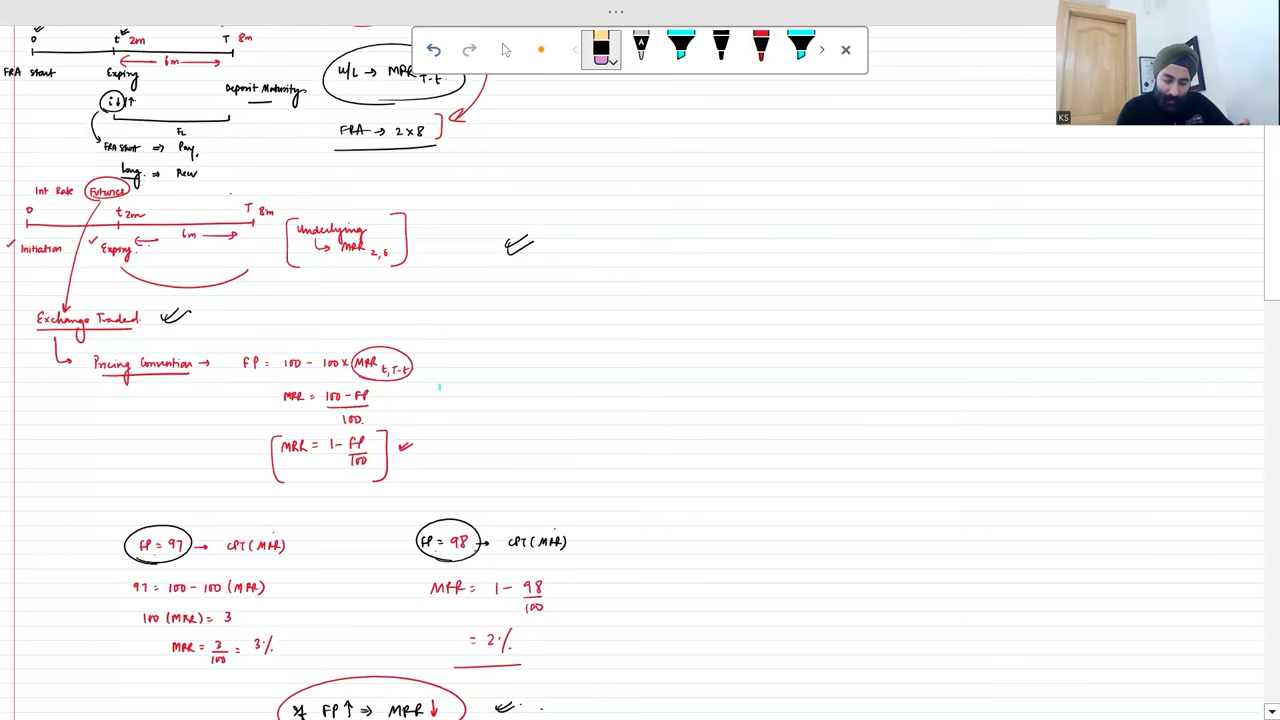 0 t 2m T 8m
6m
FRA Start Expiry
Deposit Maturity
i↓ ↑
FL
FRA Short ⇒ Pay,
Long ⇒
U/L → MRR T-t.
FRA → 2x8
Int Rate Futures
0 t 2m T 8m
6m
Initiation Expiry.
Underlying
↳ MRR 2,6
Exchange Traded.
↳ Pricing Convention → FP = 100 - 100 x MRR t,T-t
MRR = 100 - FP
100.
MRR = 1 - FP
100
FP = 97 → CPT (MRR)
97 = 100 - 100 (MRR)
100 (MRR) = 3
MRR = 3 = 3%
100
FP = 98 → CPT (MRR)
MRR = 1 - 98
100
= 2%
FP↑ ⇒ MRR ↓
KS